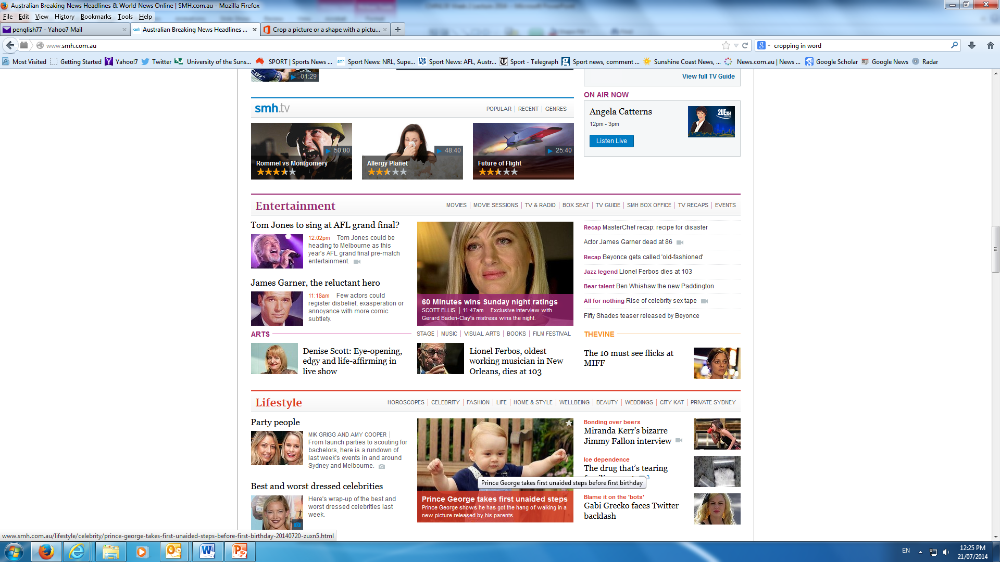 Australian Breaking News Headlines & World News Online | SMH.com.au - Mozilla Firefox
File Edit View History Bookmarks Tools Help
penglish77 - Yahoo7 Mail
smh Australian Breaking News Headlines ...
Crop a picture or a shape with a pictu...
www.smh.com.au
cropping in word
Most Visited Getting Started Yahoo!7 Twitter University of the Suns... SPORT | Sports News ... smh Sport News: NRL, Supe... the age Sport News: AFL, Austr... Sport - Telegraph Sport news, comment ... Sunshine Coast News, ... News.com.au | News ... Google Scholar Google News Radar
01:29
View full TV Guide
smh.tv
POPULAR | RECENT | GENRES
50:00
Rommel vs Montgomery
48:40
Allergy Planet
25:40
Future of Flight
ON AIR NOW
Angela Catterns
12pm - 3pm
Listen Live
2UE954
Entertainment
MOVIES | MOVIE SESSIONS | TV & RADIO | BOX SEAT | TV GUIDE | SMH BOX OFFICE | TV RECAPS | EVENTS
Tom Jones to sing at AFL grand final?
12:02pm Tom Jones could be
heading to Melbourne as this
year's AFL grand final pre-match
entertainment.
James Garner, the reluctant hero
11:18am Few actors could
register disbelief, exasperation or
annoyance with more comic
subtlety.
60 Minutes wins Sunday night ratings
SCOTT ELLIS | 11:47am Exclusive interview with
Gerard Baden-Clay's mistress wins the night.
Recap MasterChef recap: recipe for disaster
Actor James Garner dead at 86
Recap Beyonce gets called 'old-fashioned'
Jazz legend Lionel Ferbos dies at 103
Bear talent Ben Whishaw the new Paddington
All for nothing Rise of celebrity sex tape
Fifty Shades teaser released by Beyonce
ARTS
STAGE | MUSIC | VISUAL ARTS | BOOKS | FILM FESTIVAL
Denise Scott: Eye-opening,
edgy and life-affirming in
live show
Lionel Ferbos, oldest
working musician in New
Orleans, dies at 103
THEVINE
The 10 must see flicks at
MIFF
Lifestyle
HOROSCOPES | CELEBRITY | FASHION | LIFE | HOME & STYLE | WELLBEING | BEAUTY | WEDDINGS | CITY KAT | PRIVATE SYDNEY
Party people
MIK GRIGG AND AMY COOPER |
From launch parties to scouting for
bachelors, here is a rundown of
last week's events in and around
Sydney and Melbourne.
Best and worst dressed celebrities
Here's wrap-up of the best and
worst dressed celebrities last
week.
Prince George takes first unaided steps before first birthday
Prince George takes first unaided steps
Prince George shows he has got the hang of walking in a
new picture released by his parents.
Bonding over beers
Miranda Kerr's bizarre
Jimmy Fallon interview
Ice dependence
The drug that's tearing
3
Blame it on the 'bots'
Gabi Grecko faces Twitter
backlash
www.smh.com.au/lifestyle/celebrity/prince-george-takes-first-unaided-steps-before-first-birthday-20140720-zuxn5.html
EN
12:25 PM
21/07/2014